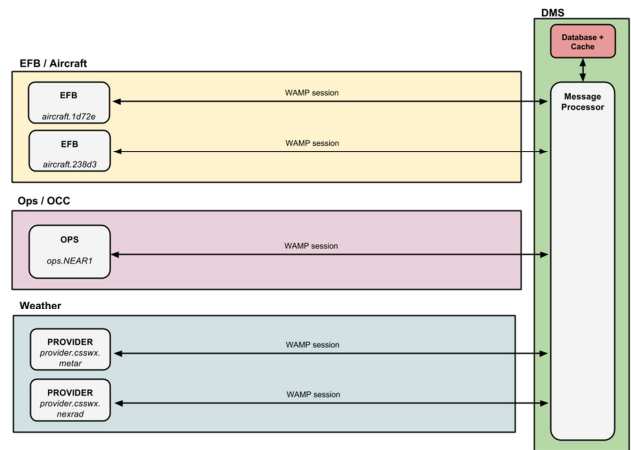 DMS
Database +
Cache
Message
Processor
EFB / Aircraft
EFB
aircraft.1d72e
WAMP session
EFB
aircraft.238d3
WAMP session
Ops / OCC
OPS
ops.NEAR1
WAMP session
Weather
PROVIDER
provider.csswx.
metar
WAMP session
PROVIDER
provider.csswx.
nexrad
WAMP session